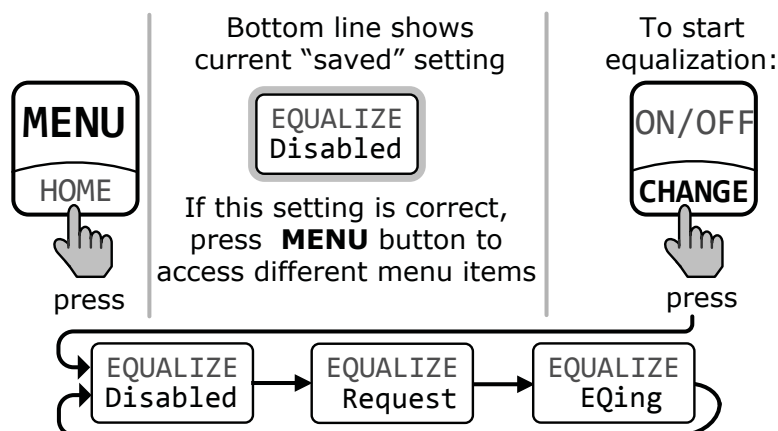 MENU
HOME
press
Bottom line shows
current “saved” setting
EQUALIZE
Disabled
If this setting is correct,
press MENU button to
access different menu items
To start
equalization:
ON/OFF
CHANGE
press
EQUALIZE
Disabled
EQUALIZE
Request
EQUALIZE
EQing